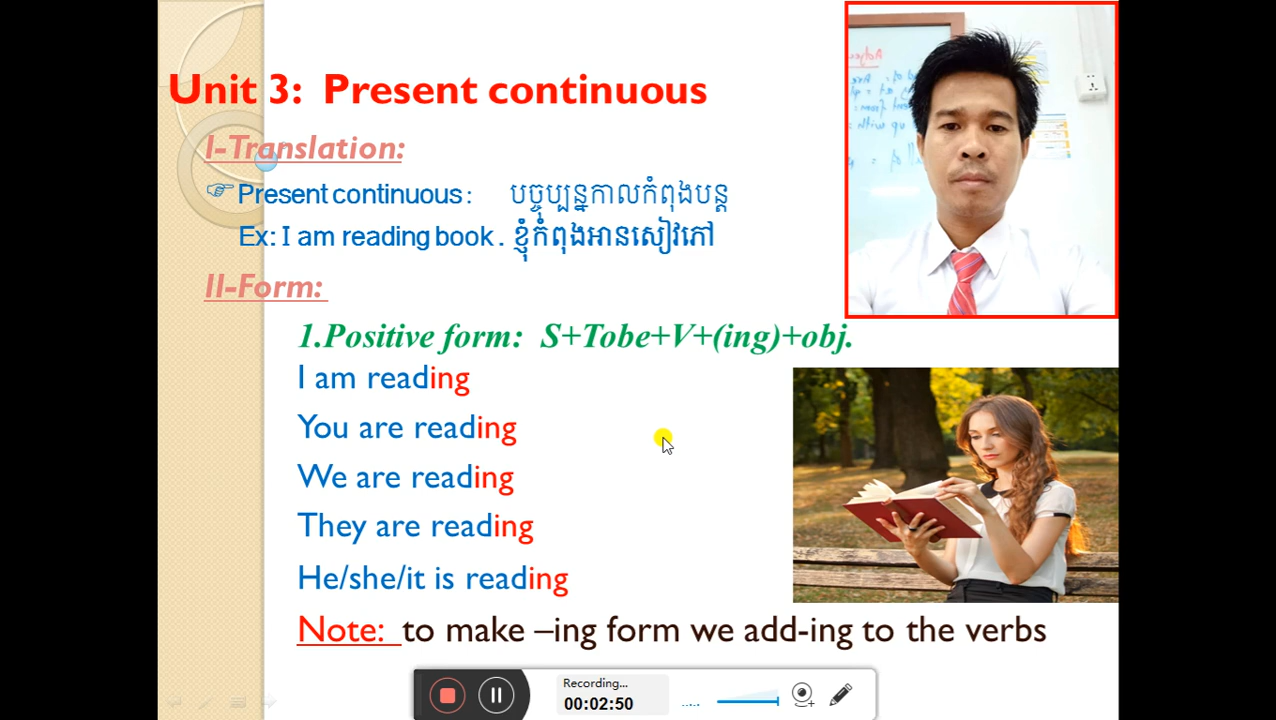 Unit 3: Present continuous
I-Translation:
Present continuous : បច្ចុប្បន្នកាលកំពុងបន្ត
Ex: I am reading book . ខ្ញុំកំពុងអានសៀវភៅ
II-Form:
1.Positive form: S+Tobe+V+(ing)+obj.
I am reading
You are reading
We are reading
They are reading
He/she/it is reading
Note: to make –ing form we add-ing to the verbs
Recording...
00:02:50